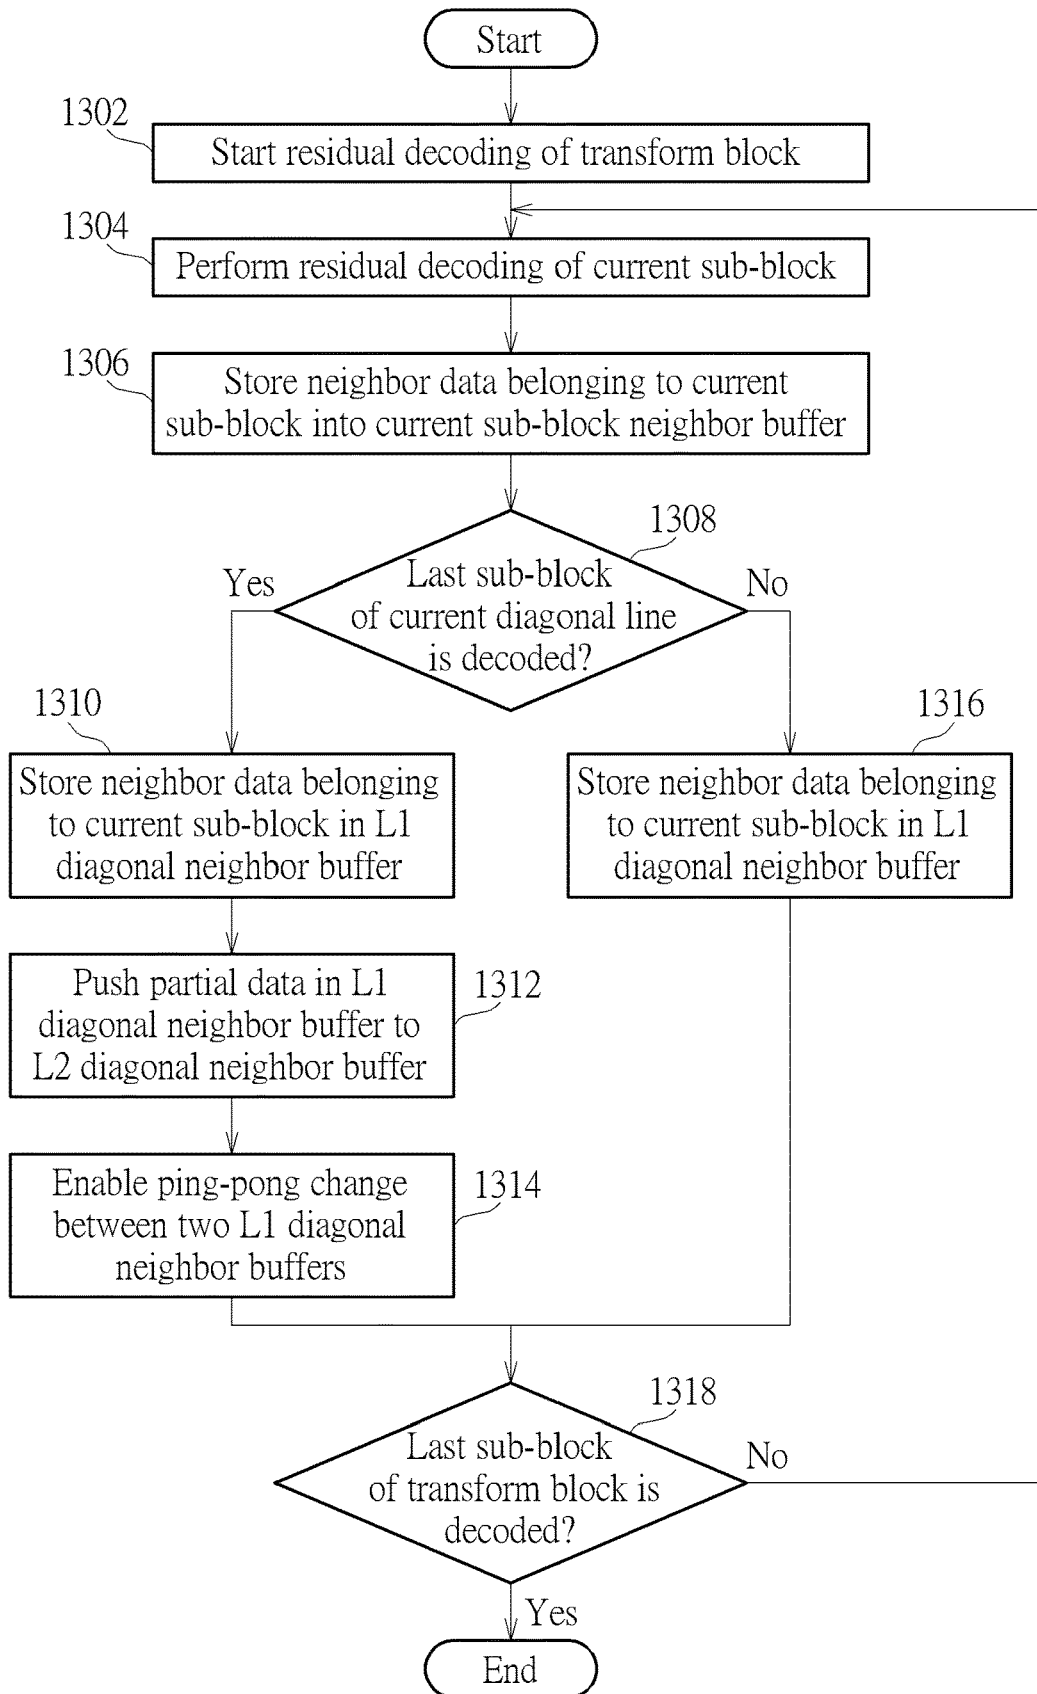 Start
1302
Start residual decoding of transform block
1304
Perform residual decoding of current sub-block
1306
Store neighbor data belonging to current
sub-block into current sub-block neighbor buffer
1308
Yes
Last sub-block
of current diagonal line
is decoded?
No
1310
Store neighbor data belonging
to current sub-block in L1
diagonal neighbor buffer
1316
Store neighbor data belonging
to current sub-block in L1
diagonal neighbor buffer
1312
Push partial data in L1
diagonal neighbor buffer to
L2 diagonal neighbor buffer
1314
Enable ping-pong change
between two L1 diagonal
neighbor buffers
1318
Last sub-block
of transform block is
decoded?
No
Yes
End